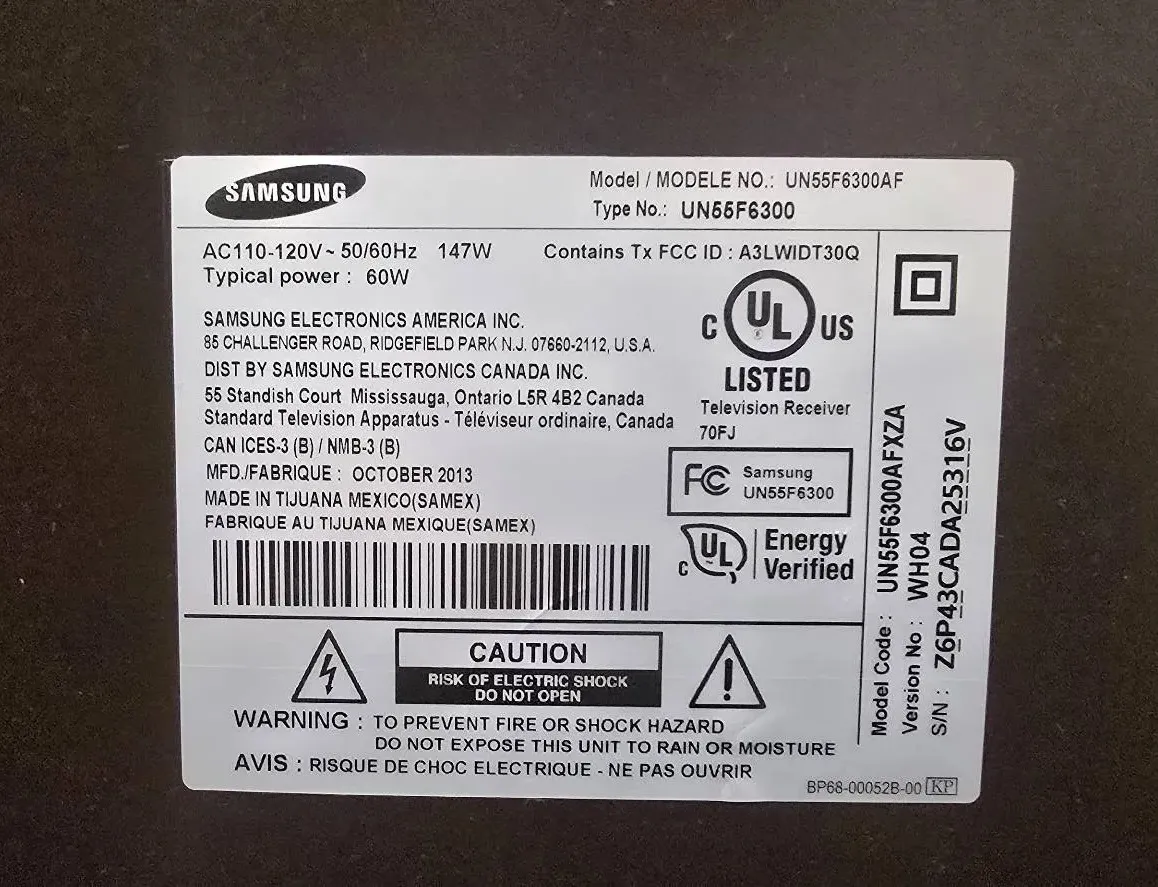 SAMSUNG
Model / MODELE NO.: UN55F6300AF
Type No.: UN55F6300
AC110-120V~ 50/60Hz 147W
Typical power : 60W
Contains Tx FCC ID : A3LWIDT30Q
SAMSUNG ELECTRONICS AMERICA INC.
85 CHALLENGER ROAD, RIDGEFIELD PARK N.J. 07660-2112, U.S.A.
DIST BY SAMSUNG ELECTRONICS CANADA INC.
55 Standish Court Mississauga, Ontario L5R 4B2 Canada
Standard Television Apparatus - Téléviseur ordinaire, Canada
CAN ICES-3 (B) / NMB-3 (B)
MFD./FABRIQUE : OCTOBER 2013
MADE IN TIJUANA MEXICO(SAMEX)
FABRIQUE AU TIJUANA MEXIQUE(SAMEX)
C UL US
®
LISTED
Television Receiver
70FJ
FC Samsung
UN55F6300
C UL Energy
Verified
CAUTION
RISK OF ELECTRIC SHOCK
DO NOT OPEN
WARNING : TO PREVENT FIRE OR SHOCK HAZARD
DO NOT EXPOSE THIS UNIT TO RAIN OR MOISTURE
AVIS : RISQUE DE CHOC ELECTRIQUE - NE PAS OUVRIR
Model Code : UN55F6300AFXZA
Version No : WH04
S/N : Z6P43CADA25316V
BP68-00052B-00 KP